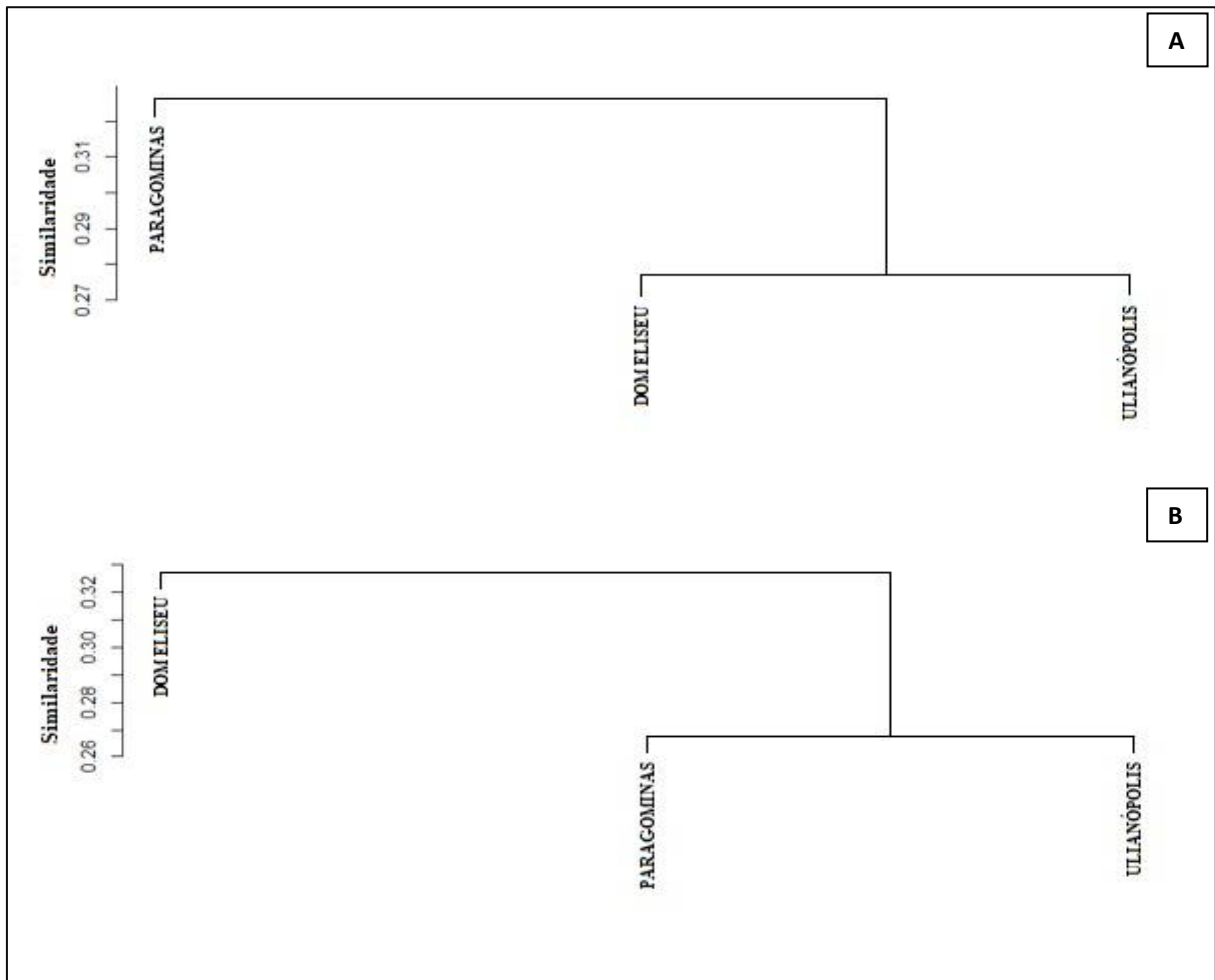 A
Similaridade
0.31
0.29
0.27
PARAGOMINAS
DOM ELISEU
ULIANÓPOLIS
B
Similaridade
0.32
0.30
0.28
0.26
DOM ELISEU
PARAGOMINAS
ULIANÓPOLIS